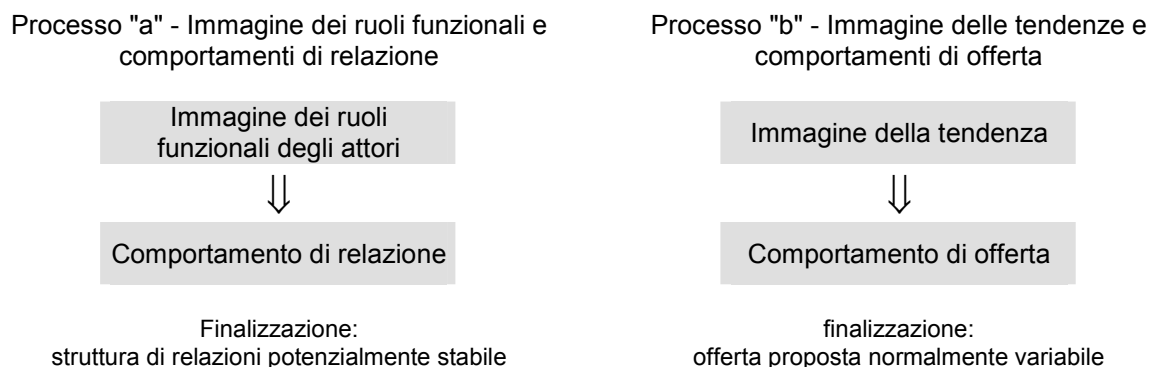 Processo "a" - Immagine dei ruoli funzionali e
comportamenti di relazione
Immagine dei ruoli
funzionali degli attori
⇓
Comportamento di relazione
Finalizzazione:
struttura di relazioni potenzialmente stabile
Processo "b" - Immagine delle tendenze e
comportimenti di offerta
Immagine della tendenza
⇓
Comportamento di offerta
finalizzazione:
offerta proposta normalmente variabile